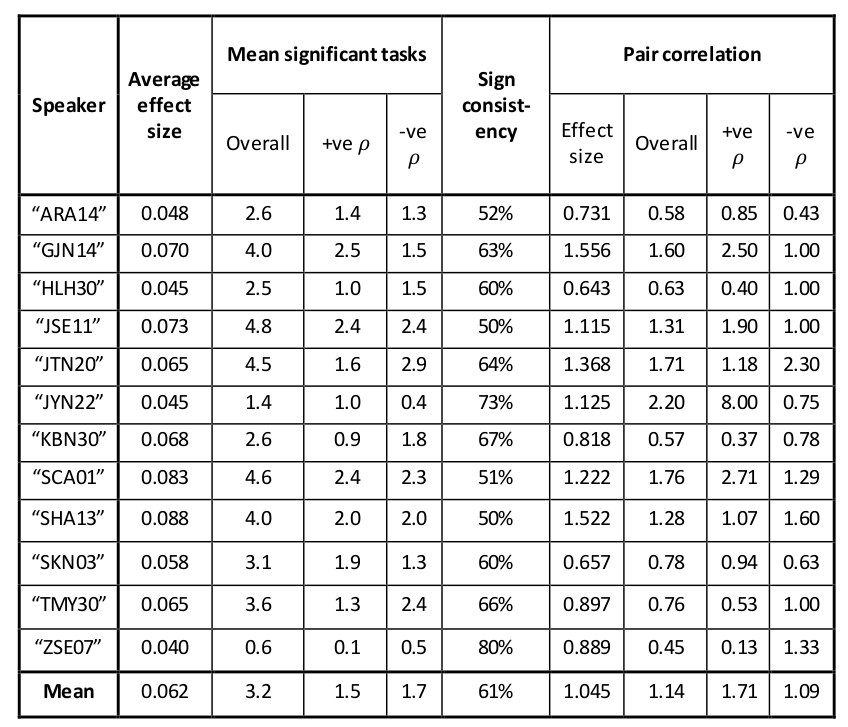 Speaker Average effect size Mean significant tasks Sign consist-ency Pair correlation
Overall +ve ρ -ve ρ Effect size Overall +ve ρ -ve ρ
“ARA14” 0.048 2.6 1.4 1.3 52% 0.731 0.58 0.85 0.43
“GJN14” 0.070 4.0 2.5 1.5 63% 1.556 1.60 2.50 1.00
“HLH30” 0.045 2.5 1.0 1.5 60% 0.643 0.63 0.40 1.00
“JSE11” 0.073 4.8 2.4 2.4 50% 1.115 1.31 1.90 1.00
“JTN20” 0.065 4.5 1.6 2.9 64% 1.368 1.71 1.18 2.30
“JYN22” 0.045 1.4 1.0 0.4 73% 1.125 2.20 8.00 0.75
“KBN30” 0.068 2.6 0.9 1.8 67% 0.818 0.57 0.37 0.78
“SCA01” 0.083 4.6 2.4 2.3 51% 1.222 1.76 2.71 1.29
“SHA13” 0.088 4.0 2.0 2.0 50% 1.522 1.28 1.07 1.60
“SKN03” 0.058 3.1 1.9 1.3 60% 0.657 0.78 0.94 0.63
“TMY30” 0.065 3.6 1.3 2.4 66% 0.897 0.76 0.53 1.00
“ZSE07” 0.040 0.6 0.1 0.5 80% 0.889 0.45 0.13 1.33
Mean 0.062 3.2 1.5 1.7 61% 1.045 1.14 1.71 1.09